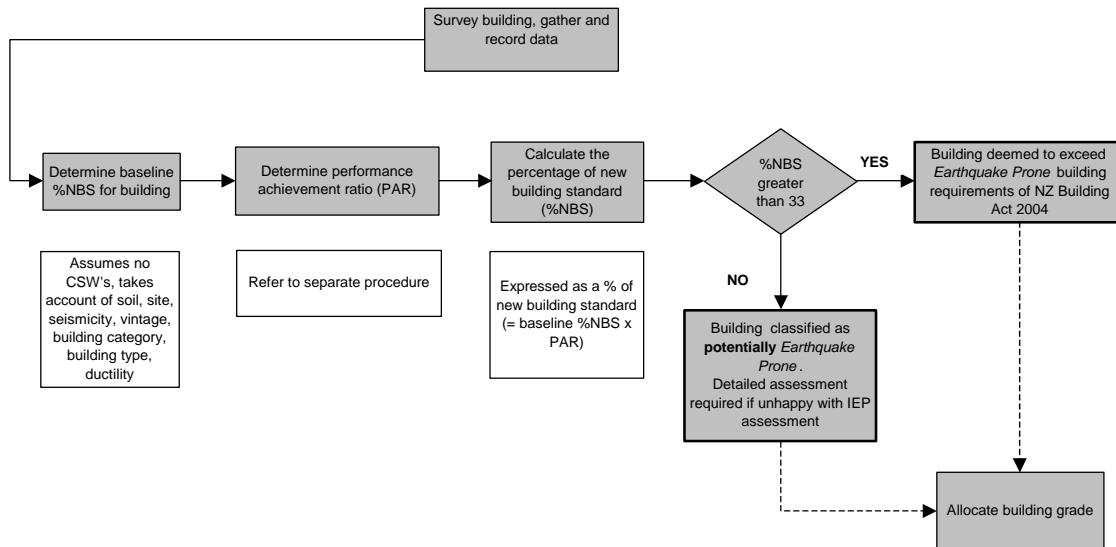 Survey building, gather and
record data
Determine baseline
%NBS for building
Determine performance
achievement ratio (PAR)
Calculate the
percentage of new
building standard
(%NBS)
%NBS
greater
than 33
YES
Building deemed to exceed
Earthquake Prone building
requirements of NZ Building
Act 2004
Assumes no
CSW's, takes
account of soil, site,
seismicity, vintage,
building category,
building type,
ductility
Refer to separate procedure
Expressed as a % of
new building standard
(= baseline %NBS x
PAR)
NO
Building classified as
potentially Earthquake
Prone .
Detailed assessment
required if unhappy with IEP
assessment
Allocate building grade